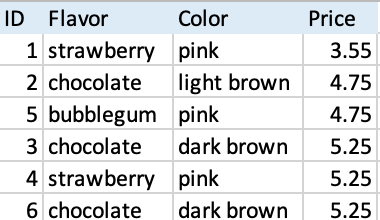 ID Flavor Color Price
1 strawberry pink 3.55
2 chocolate light brown 4.75
5 bubblegum pink 4.75
3 chocolate dark brown 5.25
4 strawberry pink 5.25
6 chocolate dark brown 5.25